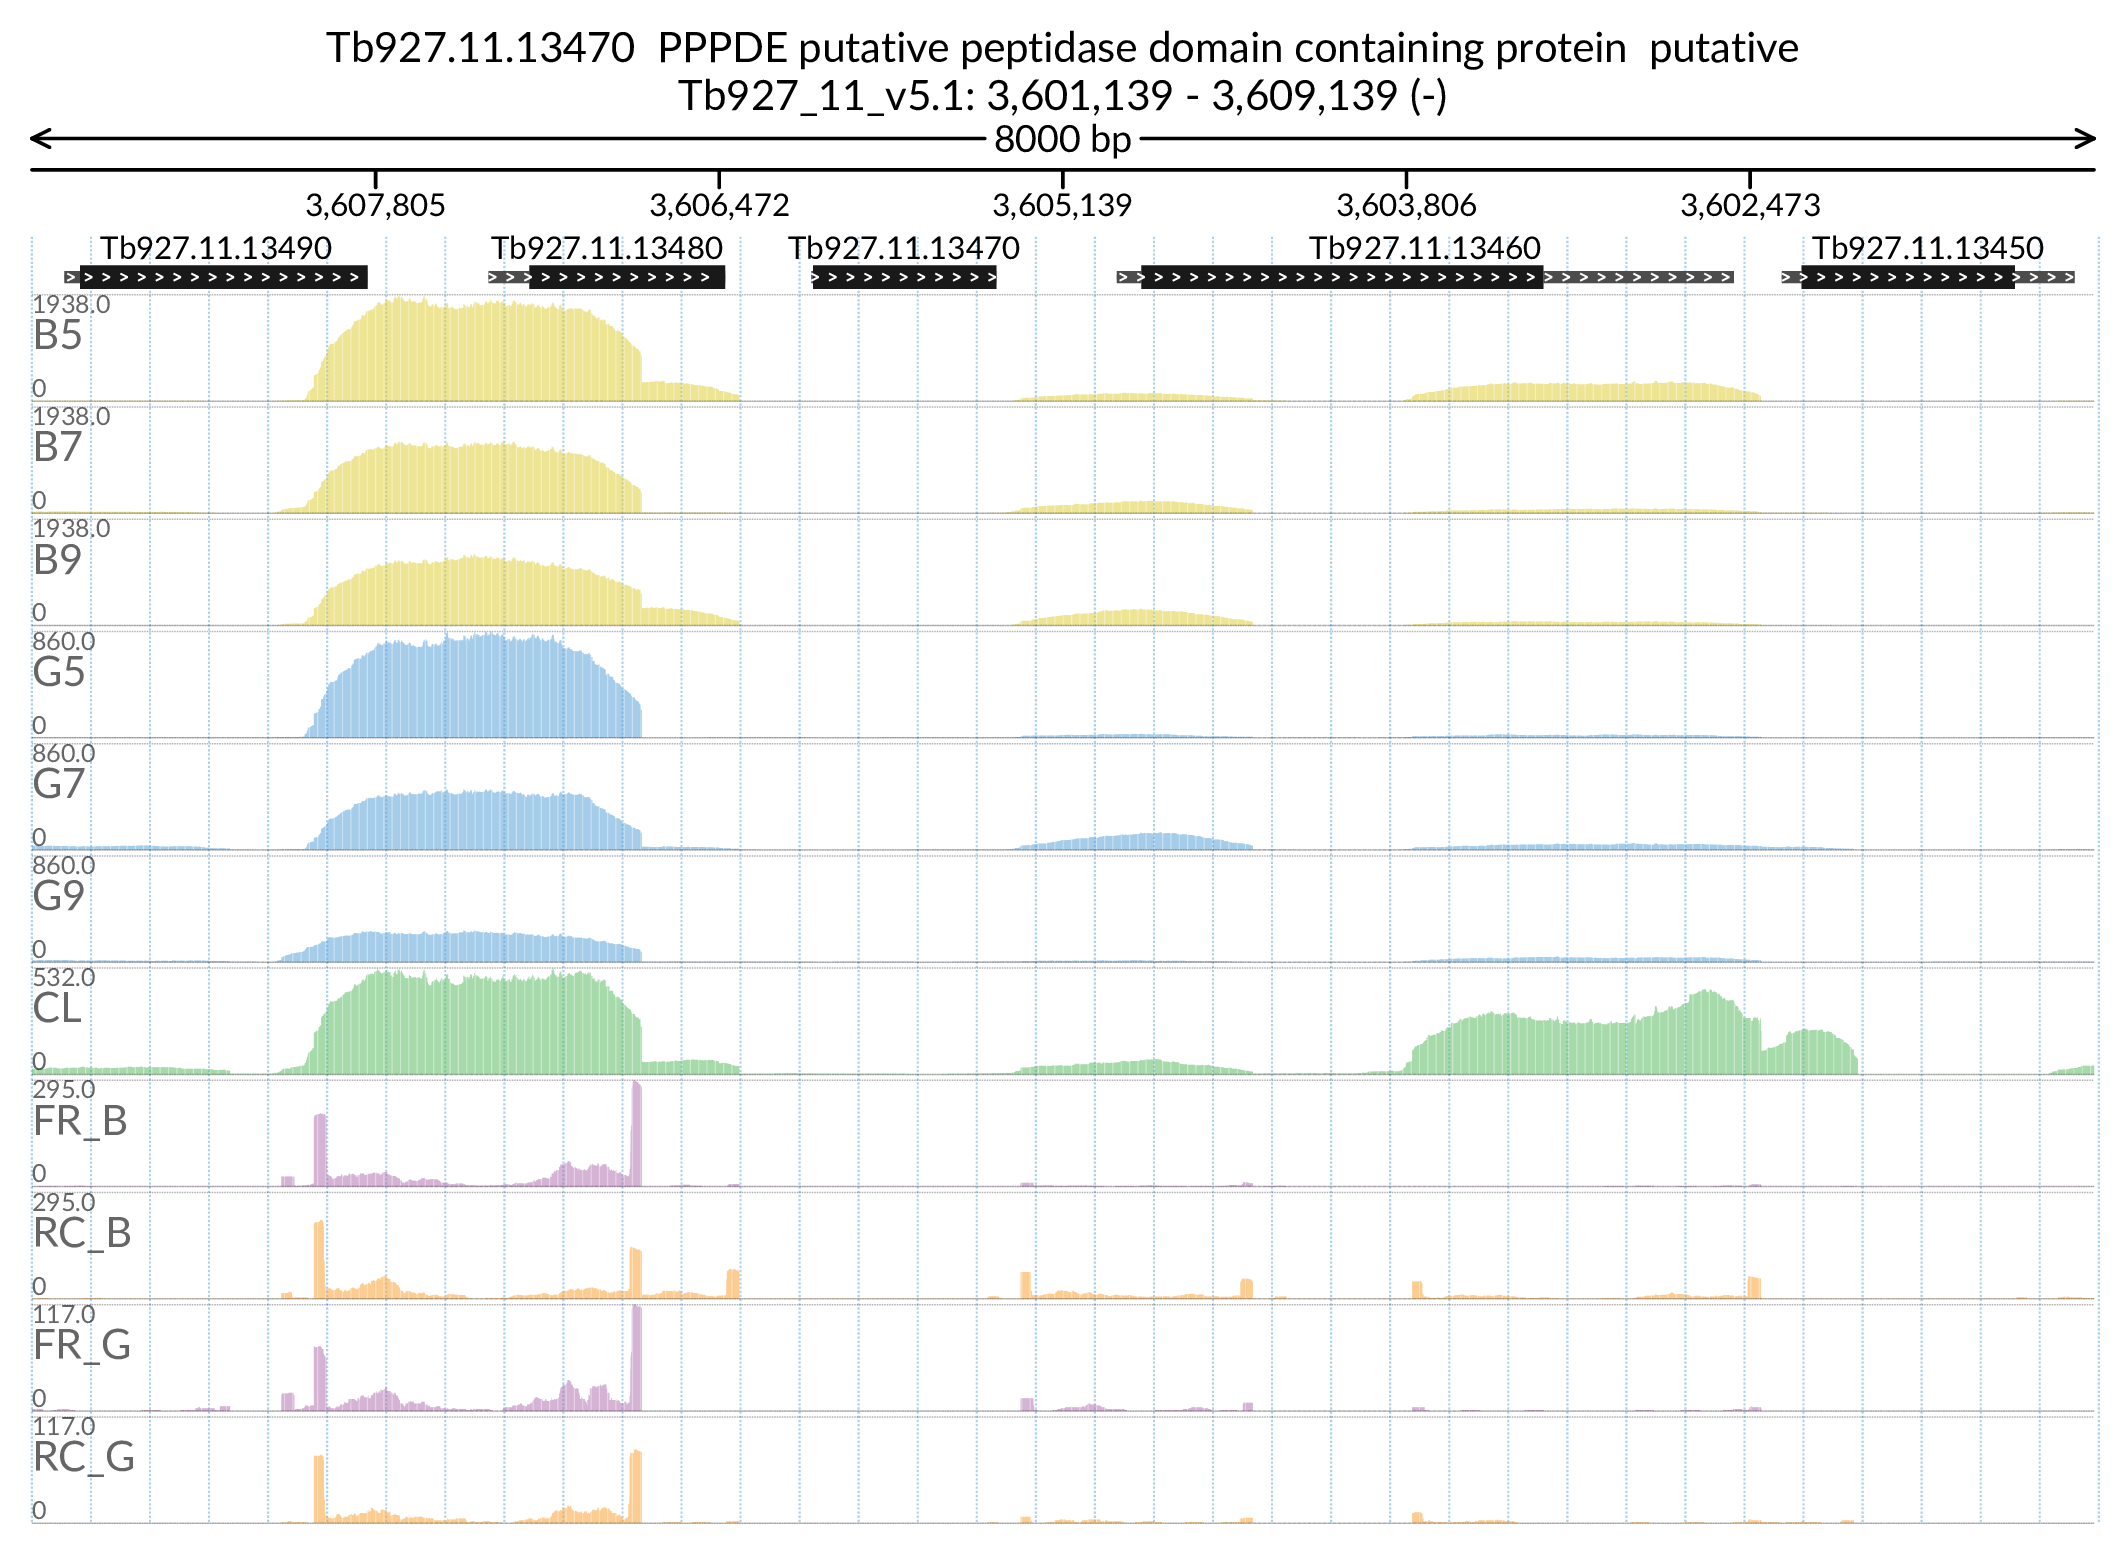 Tb927.11.13470 PPPDE putative peptidase domain containing protein putative
Tb927_11_v5.1: 3,601,139 - 3,609,139 (-)
8000 bp
3,607,805 3,606,472 3,605,139 3,603,806 3,602,473
Tb927.11.13490 Tb927.11.13480 Tb927.11.13470 Tb927.11.13460 Tb927.11.13450
1938.0
B5
0
1938.0
B7
0
1938.0
B9
0
860.0
G5
0
860.0
G7
0
860.0
G9
0
532.0
CL
0
295.0
FR_B
0
295.0
RC_B
0
117.0
FR_G
0
117.0
RC_G
0